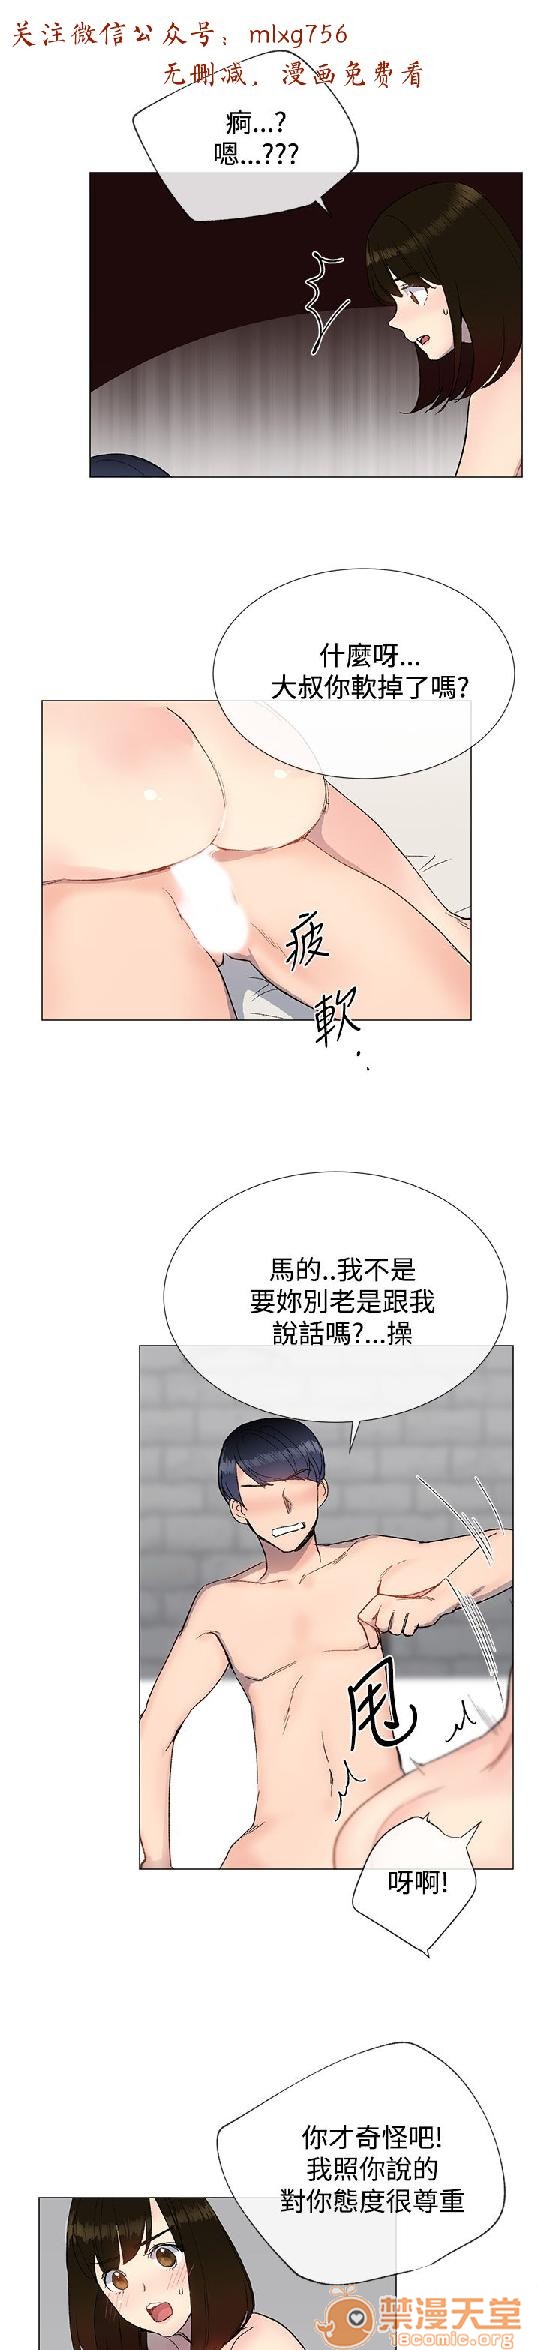 关注微信公众号：mlxg756
无删减，漫画免费看
痾...?
嗯...???
什麼呀...
大叔你軟掉了嗎?
疲
軟
馬的..我不是
要妳別老是跟我
說話嗎?...操
甩
呀啊!
你才奇怪吧!
我照你說的
對你態度很尊重
禁漫天堂
18comic.org